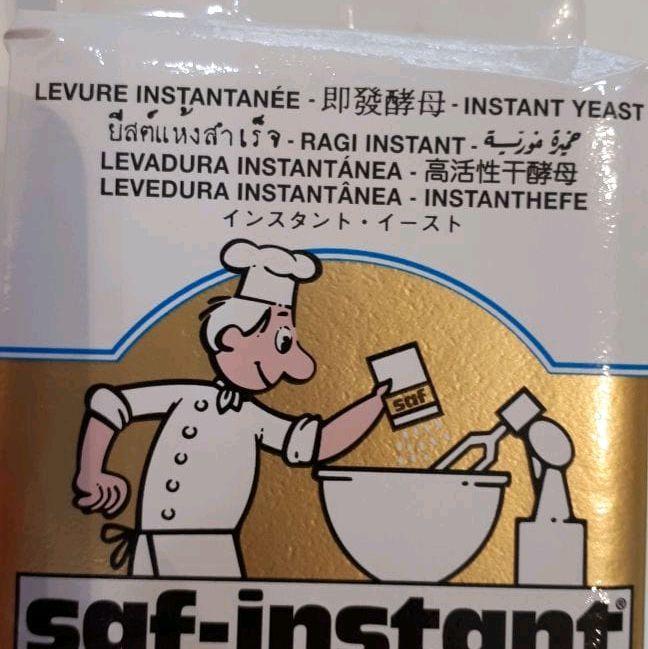 LEVURE INSTANTANÉE - 即發酵母 - INSTANT YEAST
ยีสต์แห้งสำเร็จ - RAGI INSTANT - خميرة فورية
LEVADURA INSTANTÁNEA - 高活性干酵母
LEVEDURA INSTANTÂNEA - INSTANTHEFE
インスタント・イースト
saf
saf-instant®